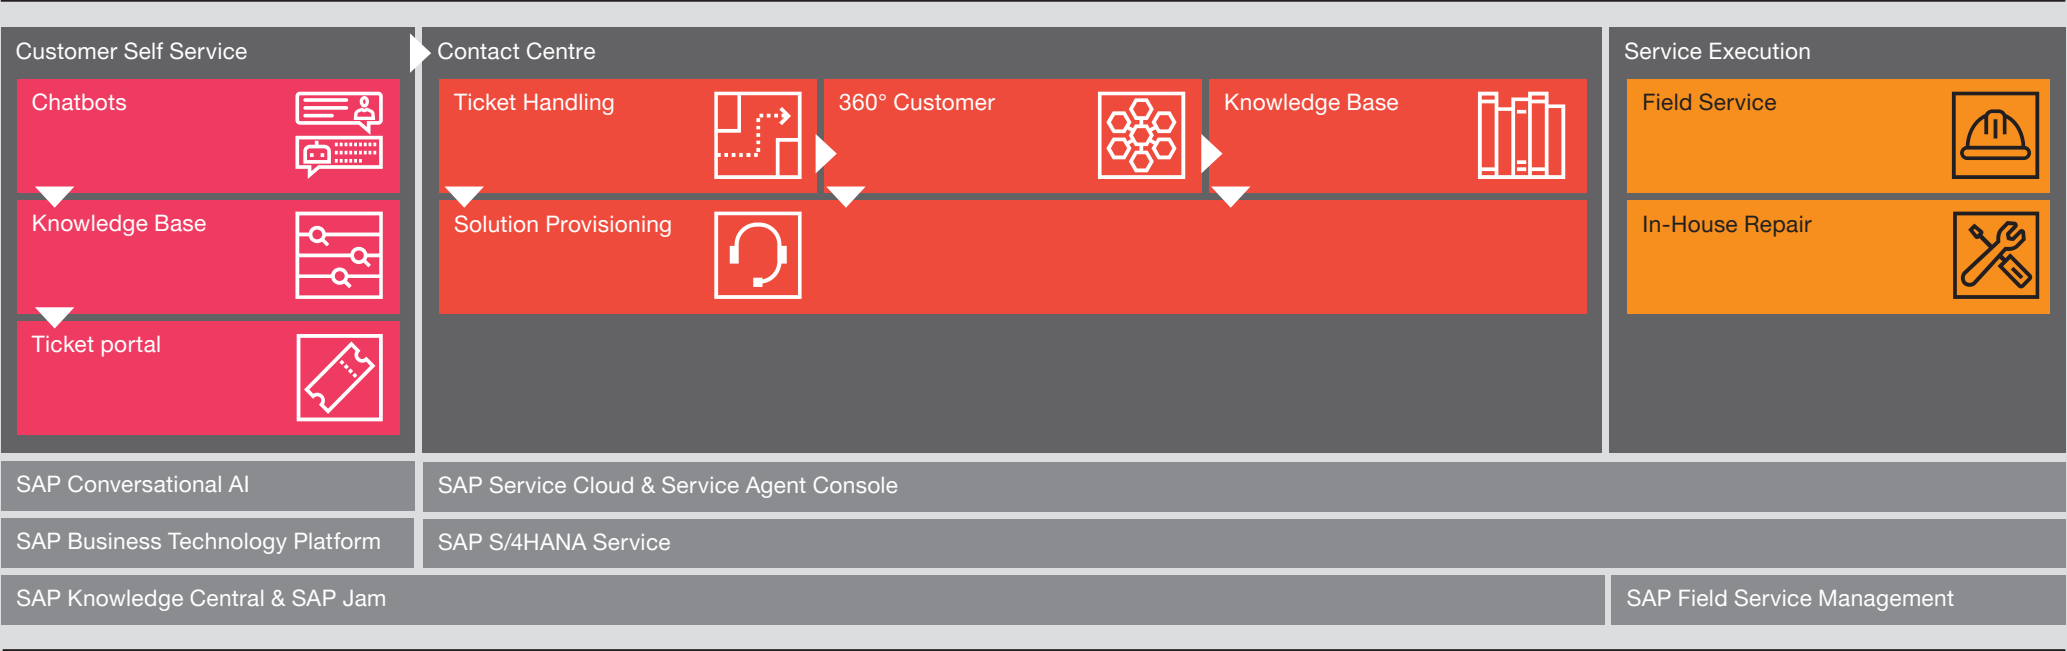 Customer Self Service
Chatbots
Knowledge Base
Ticket portal
Contact Centre
Ticket Handling
360° Customer
Knowledge Base
Solution Provisioning
Service Execution
Field Service
In-House Repair
SAP Conversational AI
SAP Service Cloud & Service Agent Console
SAP Business Technology Platform
SAP S/4HANA Service
SAP Knowledge Central & SAP Jam
SAP Field Service Management